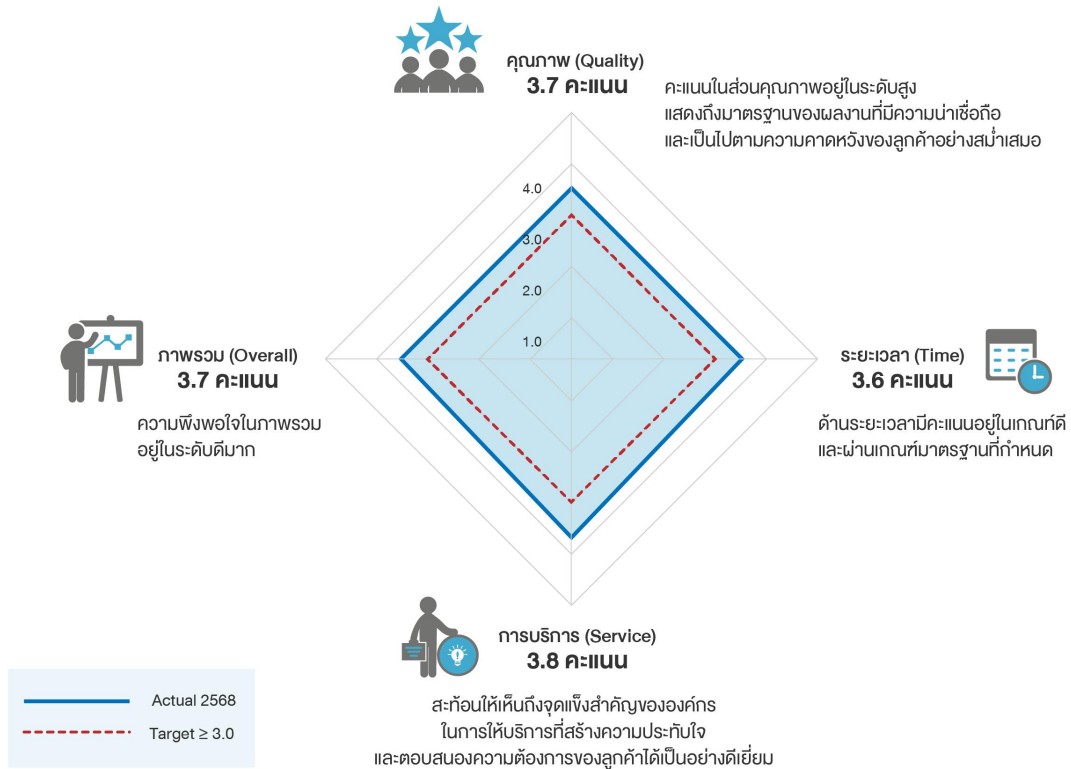 คุณภาพ (Quality)
3.7 คะแนน
คะแนนในส่วนคุณภาพอยู่ในระดับสูง
แสดงถึงมาตรฐานของผลงานที่มีความน่าเชื่อถือ
และเป็นไปตามความคาดหวังของลูกค้าอย่างสม่ำเสมอ
4.0
3.0
2.0
1.0
ภาพรวม (Overall)
3.7 คะแนน
ความพึงพอใจในภาพรวม
อยู่ในระดับดีมาก
ระยะเวลา (Time)
3.6 คะแนน
ด้านระยะเวลามีคะแนนอยู่ในเกณฑ์ดี
และผ่านเกณฑ์มาตรฐานที่กำหนด
การบริการ (Service)
3.8 คะแนน
สะท้อนให้เห็นถึงจุดแข็งสำคัญขององค์กร
ในการให้บริการที่สร้างความประทับใจ
และตอบสนองความต้องการของลูกค้าได้เป็นอย่างดีเยี่ยม
Actual 2568
Target ≥ 3.0